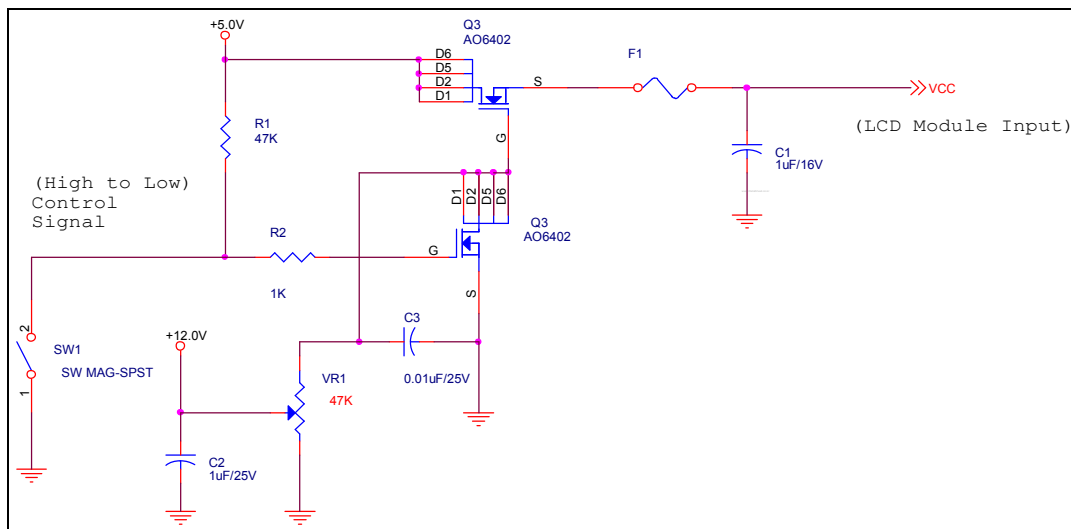 +5.0V
Q3
AO6402
D6
D5
D2
D1
S
G
F1
VCC
(LCD Module Input)
C1
1uF/16V
R1
47K
(High to Low)
Control
Signal
D1
D2
D5
D6
Q3
AO6402
R2
1K
G
S
2
SW1
SW MAG-SPST
1
+12.0V
C3
0.01uF/25V
VR1
47K
C2
1uF/25V